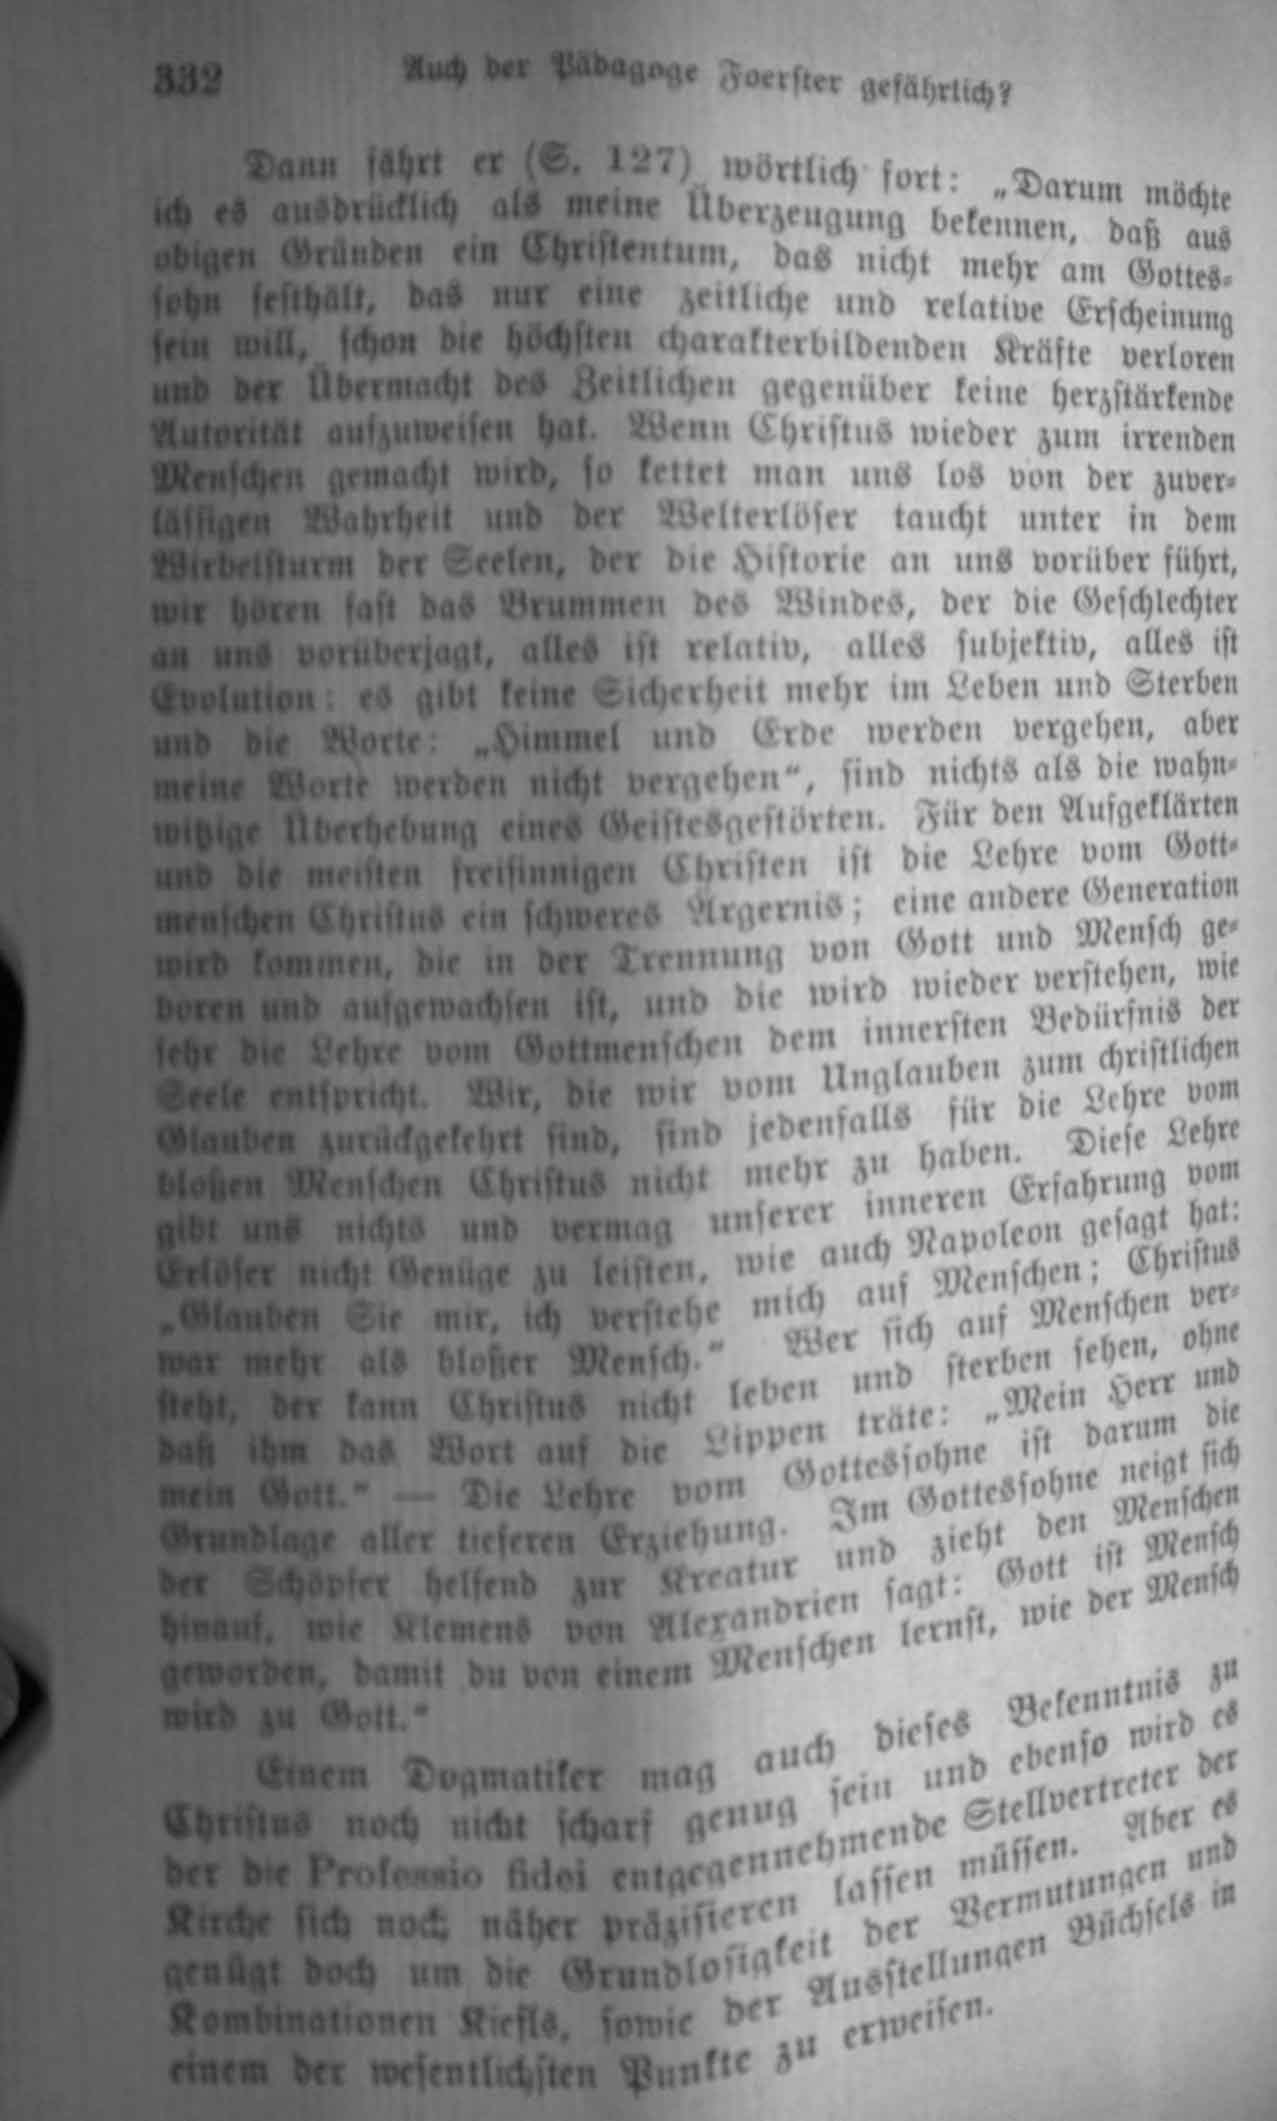 332 Auch der Pädagoge Foerster gefährlich?
Dann fährt er (S. 127) wörtlich fort: „Darum möchte
ich es ausdrücklich als meine Überzeugung bekennen, daß aus
obigen Gründen ein Christentum, das nicht mehr am Gottes-
sohn festhält, das nur eine zeitliche und relative Erscheinung
sein will, schon die höchsten charakterbildenden Kräfte verloren
und der Übermacht des Zeitlichen gegenüber keine herzstärkende
Autorität aufzuweisen hat. Wenn Christus wieder zum irrenden
Menschen gemacht wird, so kettet man uns los von der zuver-
lässigen Wahrheit und der Welterlöser taucht unter in dem
Wirbelsturm der Seelen, der die Historie an uns vorüber führt,
wir hören fast das Brummen des Windes, der die Geschlechter
an uns vorüberjagt, alles ist relativ, alles subjektiv, alles ist
Evolution: es gibt keine Sicherheit mehr im Leben und Sterben
und die Worte: „Himmel und Erde werden vergehen, aber
meine Worte werden nicht vergehen“, sind nichts als die wahn-
witzige Überhebung eines Geistesgestörten. Für den Aufgeklärten
und die meisten freisinnigen Christen ist die Lehre vom Gott-
menschen Christus ein schweres Ärgernis; eine andere Generation
wird kommen, die in der Trennung von Gott und Mensch ge-
boren und aufgewachsen ist, und die wird wieder verstehen, wie
sehr die Lehre vom Gottmenschen dem innersten Bedürfnis der
Seele entspricht. Wir, die wir vom Unglauben zum christlichen
Glauben zurückgekehrt sind, sind jedenfalls für die Lehre vom
bloßen Menschen Christus nicht mehr zu haben. Diese Lehre
gibt uns nichts und vermag unserer inneren Erfahrung vom
Erlöser nicht Genüge zu leisten, wie auch Napoleon gesagt hat:
„Glauben Sie mir, ich verstehe mich auf Menschen; Christus
war mehr als bloßer Mensch.“ Wer sich auf Menschen ver-
steht, der kann Christus nicht leben und sterben sehen, ohne
daß ihm das Wort auf die Lippen träte: „Mein Herr und
mein Gott.“ — Die Lehre vom Gottessohne ist darum die
Grundlage aller tieferen Erziehung. Im Gottessohne neigt sich
der Schöpfer helfend zur Kreatur und zieht den Menschen
hinauf, wie Klemens von Alexandrien sagt: Gott ist Mensch
geworden, damit du von einem Menschen lernst, wie der Mensch
wird zu Gott.“
Einem Dogmatiker mag auch dieses Bekenntnis zu
Christus noch nicht scharf genug sein und ebenso wird es
der die Professio fidei entgegennehmende Stellvertreter der
Kirche sich noch näher präzisieren lassen müssen. Aber es
genügt doch um die Grundlosigkeit der Vermutungen und
Kombinationen Kiefls, sowie der Ausstellungen Büchsels in
einem der wesentlichsten Punkte zu erweisen.